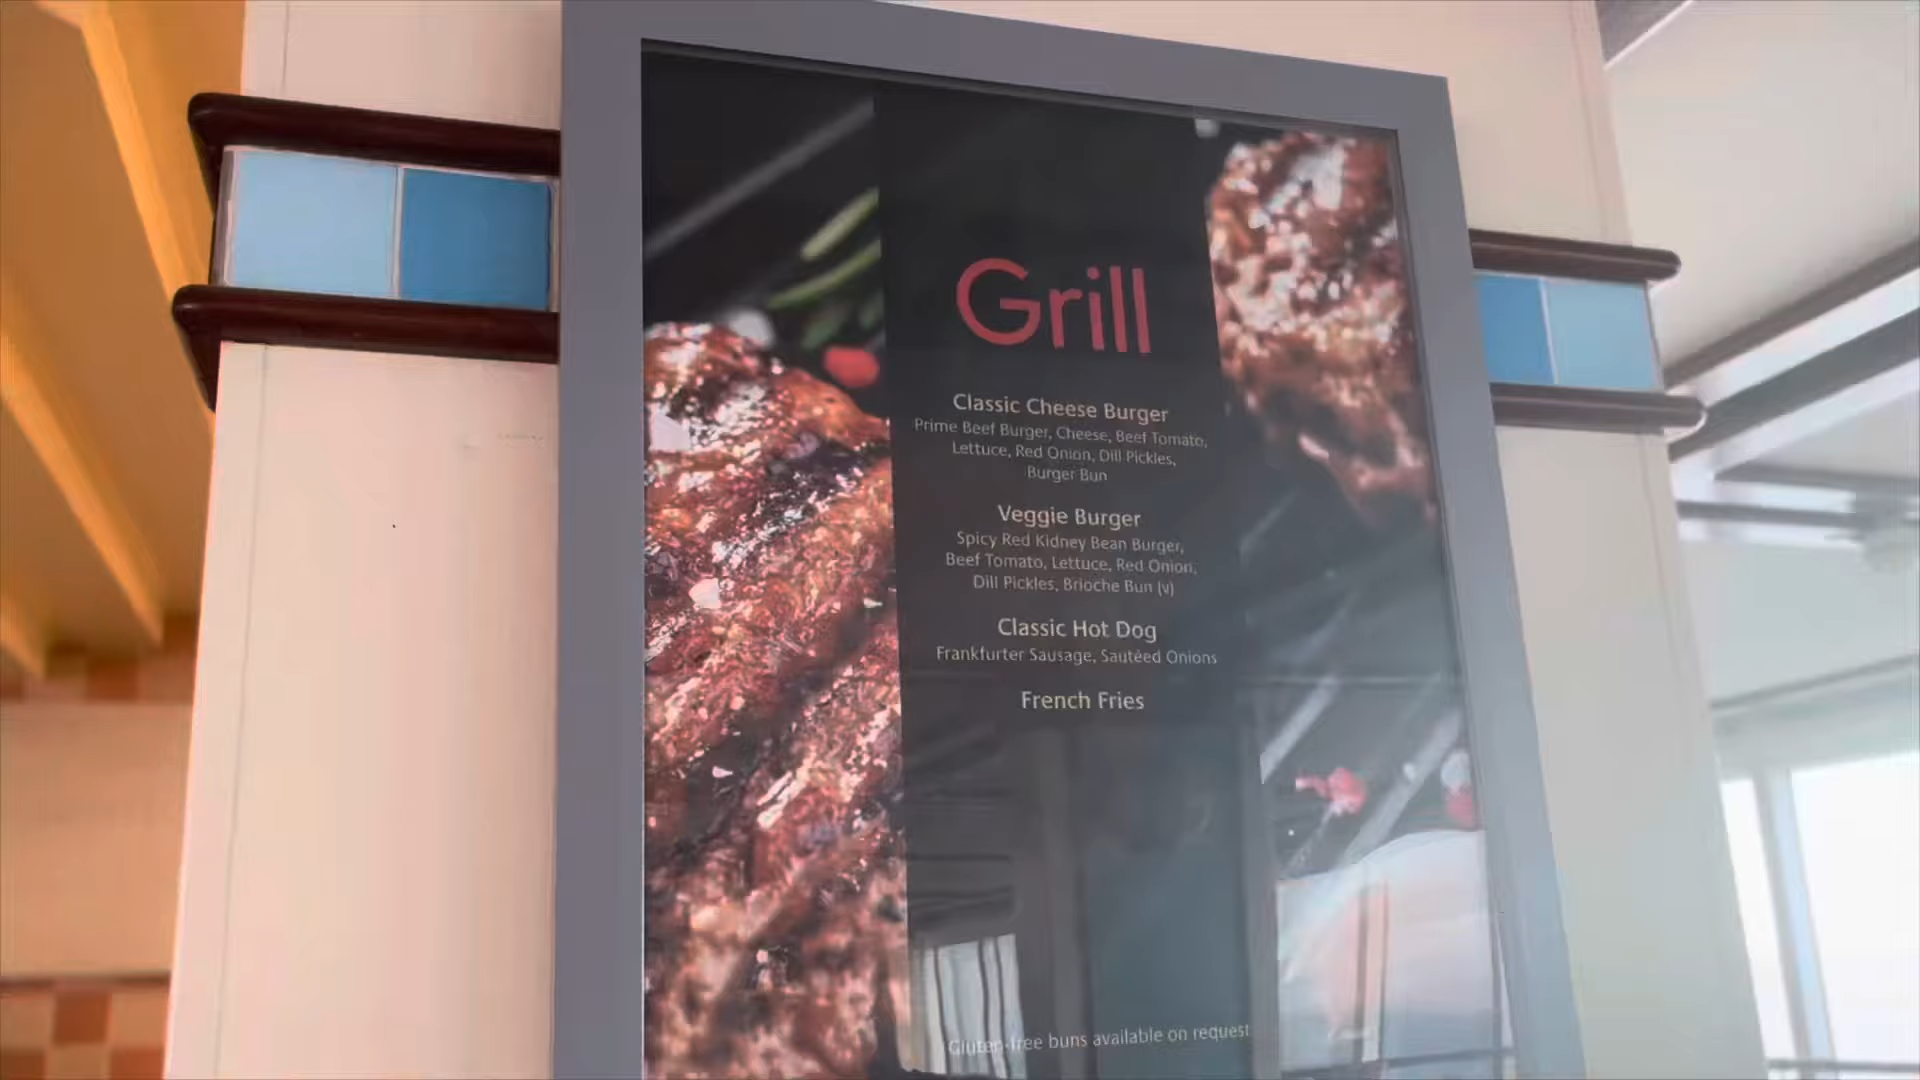 Grill
Classic Cheese Burger
Prime Beef Burger, Cheese, Beef Tomato,
Lettuce, Red Onion, Dill Pickles,
Burger Bun
Veggie Burger
Spicy Red Kidney Bean Burger,
Beef Tomato, Lettuce, Red Onion,
Dill Pickles, Brioche Bun (v)
Classic Hot Dog
Frankfurter Sausage, Sautéed Onions
French Fries
Gluten-free buns available on request